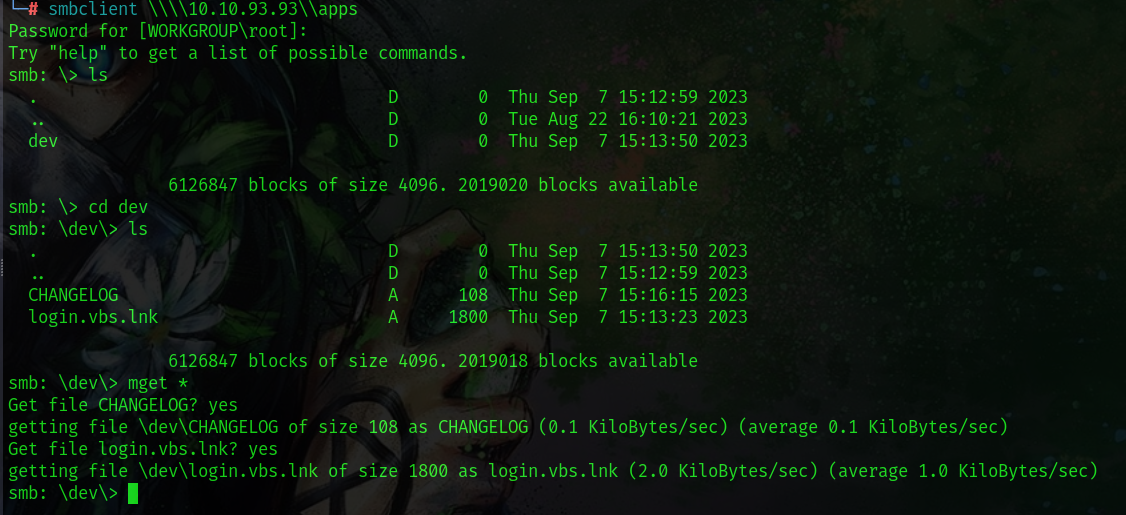 └─# smbclient \\\\10.10.93.93\\apps
Password for [WORKGROUP\root]:
Try "help" to get a list of possible commands.
smb: \> ls
  .                                   D        0  Thu Sep  7 15:12:59 2023
  ..                                  D        0  Tue Aug 22 16:10:21 2023
  dev                                 D        0  Thu Sep  7 15:13:50 2023
                6126847 blocks of size 4096. 2019020 blocks available
smb: \> cd dev
smb: \dev\> ls
  .                                   D        0  Thu Sep  7 15:13:50 2023
  ..                                  D        0  Thu Sep  7 15:12:59 2023
  CHANGELOG                           A      108  Thu Sep  7 15:16:15 2023
  login.vbs.lnk                       A     1800  Thu Sep  7 15:13:23 2023
                6126847 blocks of size 4096. 2019018 blocks available
smb: \dev\> mget *
Get file CHANGELOG? yes
getting file \dev\CHANGELOG of size 108 as CHANGELOG (0.1 KiloBytes/sec) (average 0.1 KiloBytes/sec)
Get file login.vbs.lnk? yes
getting file \dev\login.vbs.lnk of size 1800 as login.vbs.lnk (2.0 KiloBytes/sec) (average 1.0 KiloBytes/sec)
smb: \dev\>